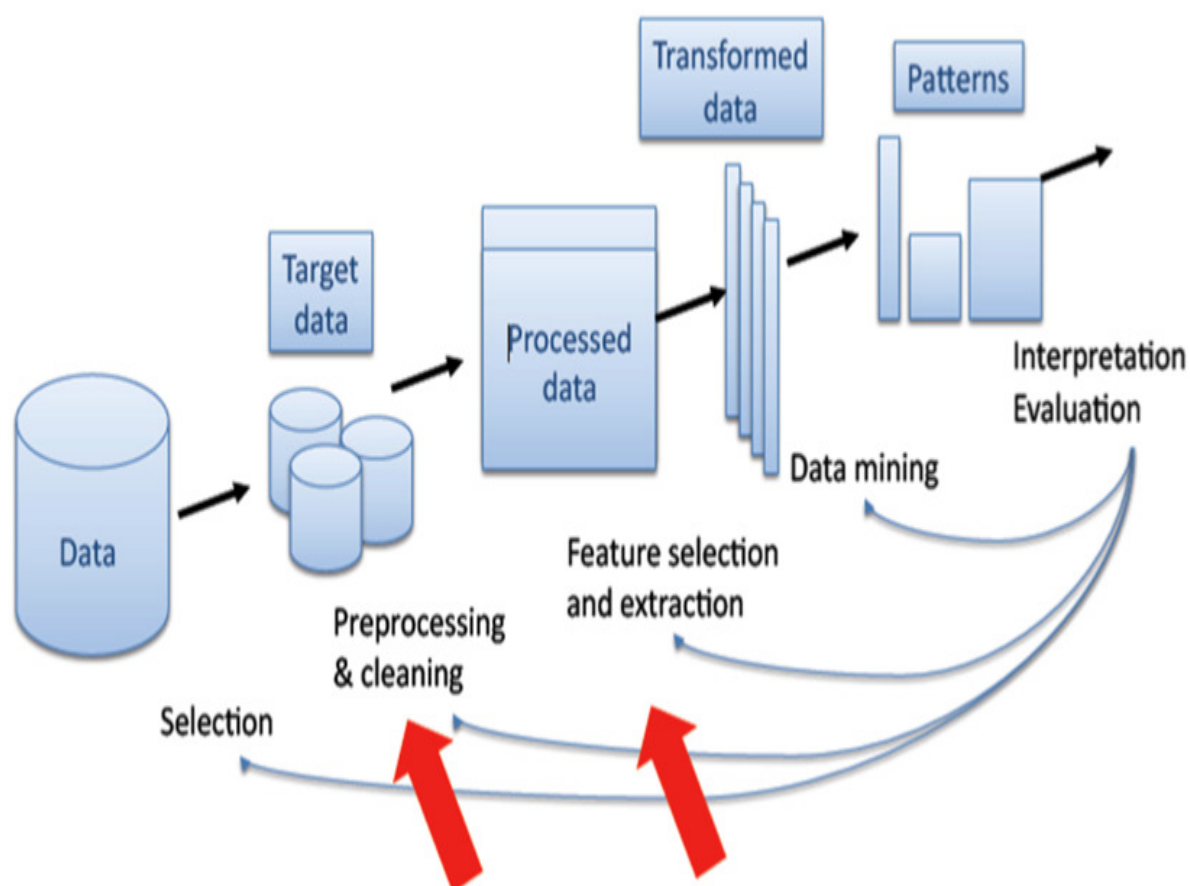 Transformed
data
Patterns
Target
data
Processed
data
Interpretation
Evaluation
Data mining
Data
Feature selection
and extraction
Preprocessing
& cleaning
Selection